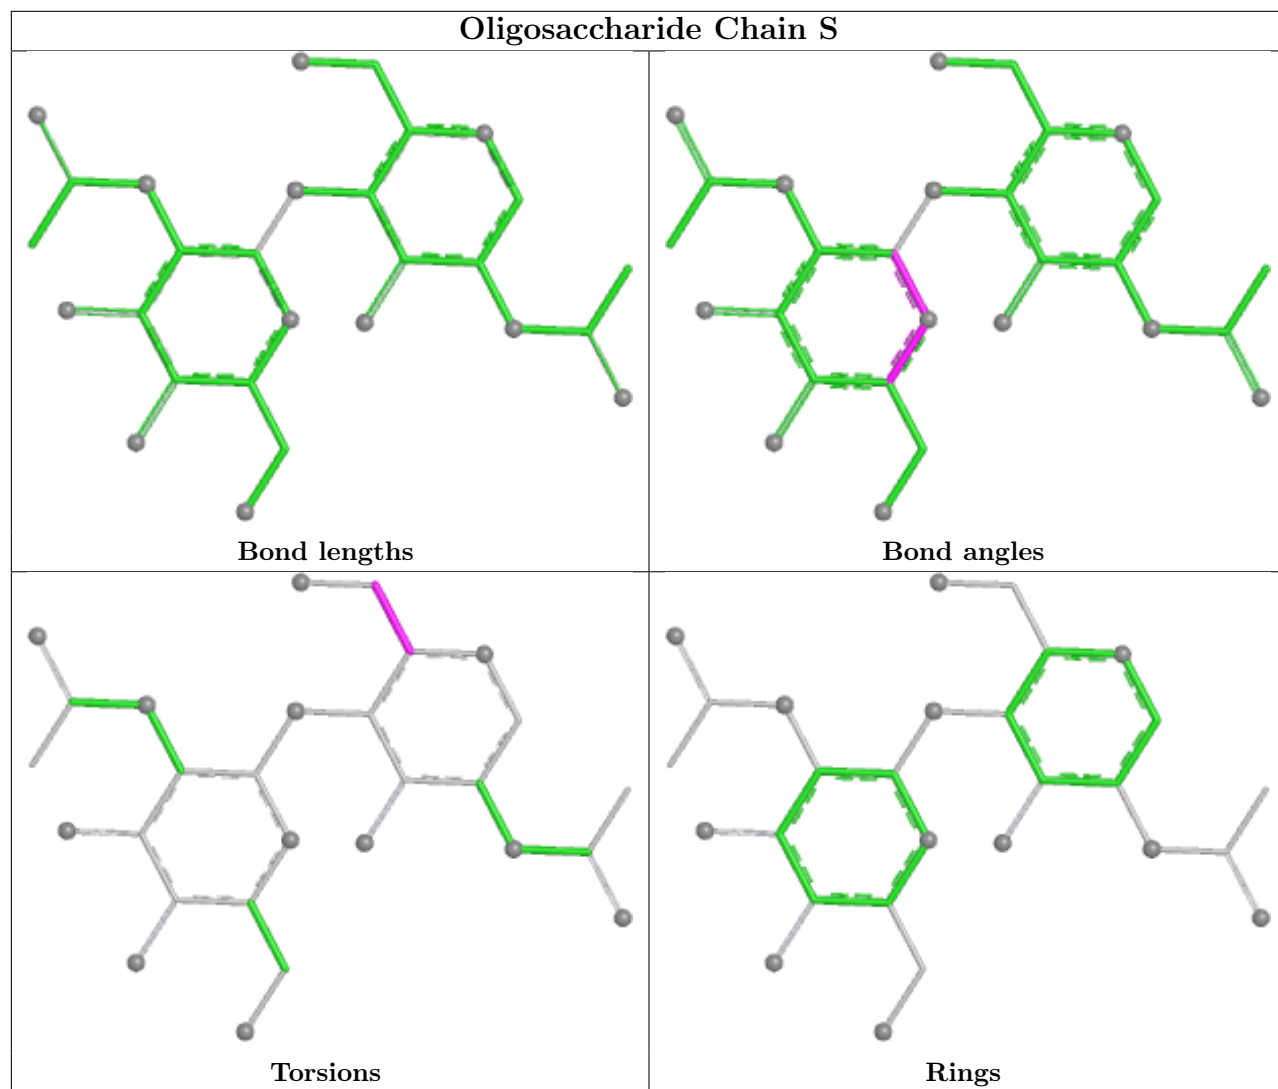 Oligosaccharide Chain S
Bond lengths
Bond angles
Torsions
Rings